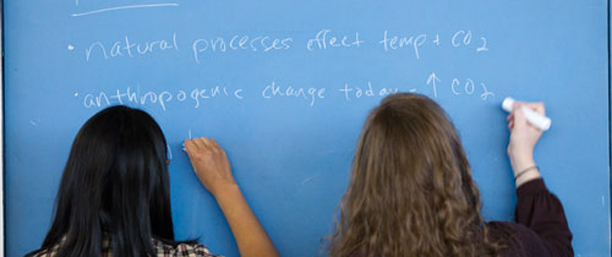 • natural processes effect temp + CO2
• anthropogenic change today - ↑ CO2